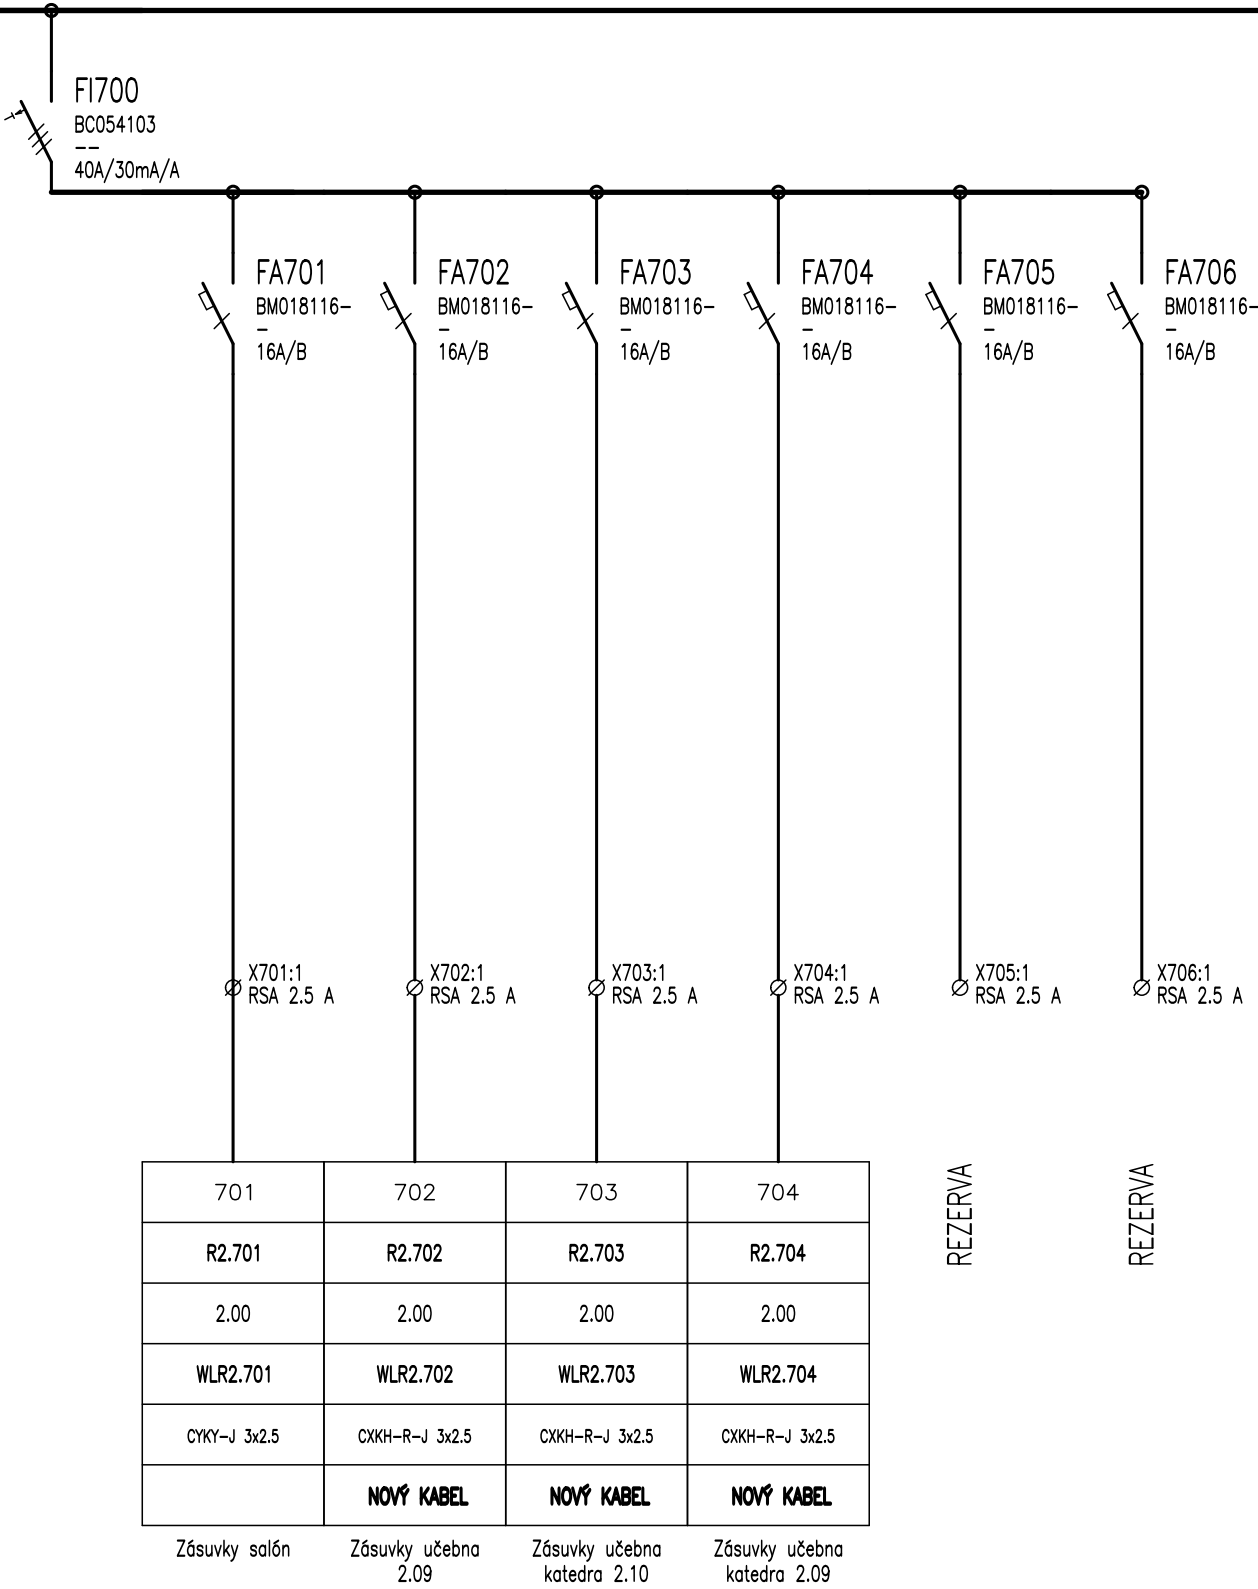 FI700
BC054103
--
40A/30mA/A
FA701
BM018116-
-
16A/B
FA702
BM018116-
-
16A/B
FA703
BM018116-
-
16A/B
FA704
BM018116-
-
16A/B
FA705
BM018116-
-
16A/B
FA706
BM018116-
-
16A/B
X701:1
RSA 2.5 A
X702:1
RSA 2.5 A
X703:1
RSA 2.5 A
X704:1
RSA 2.5 A
X705:1
RSA 2.5 A
X706:1
RSA 2.5 A
701 702 703 704
R2.701 R2.702 R2.703 R2.704
2.00 2.00 2.00 2.00
WLR2.701 WLR2.702 WLR2.703 WLR2.704
CYKY-J 3x2.5 CXKH-R-J 3x2.5 CXKH-R-J 3x2.5 CXKH-R-J 3x2.5
NOVÝ KABEL NOVÝ KABEL NOVÝ KABEL
Zásuvky salón
Zásuvky učebna
2.09
Zásuvky učebna
katedra 2.10
Zásuvky učebna
katedra 2.09
REZERVA
REZERVA